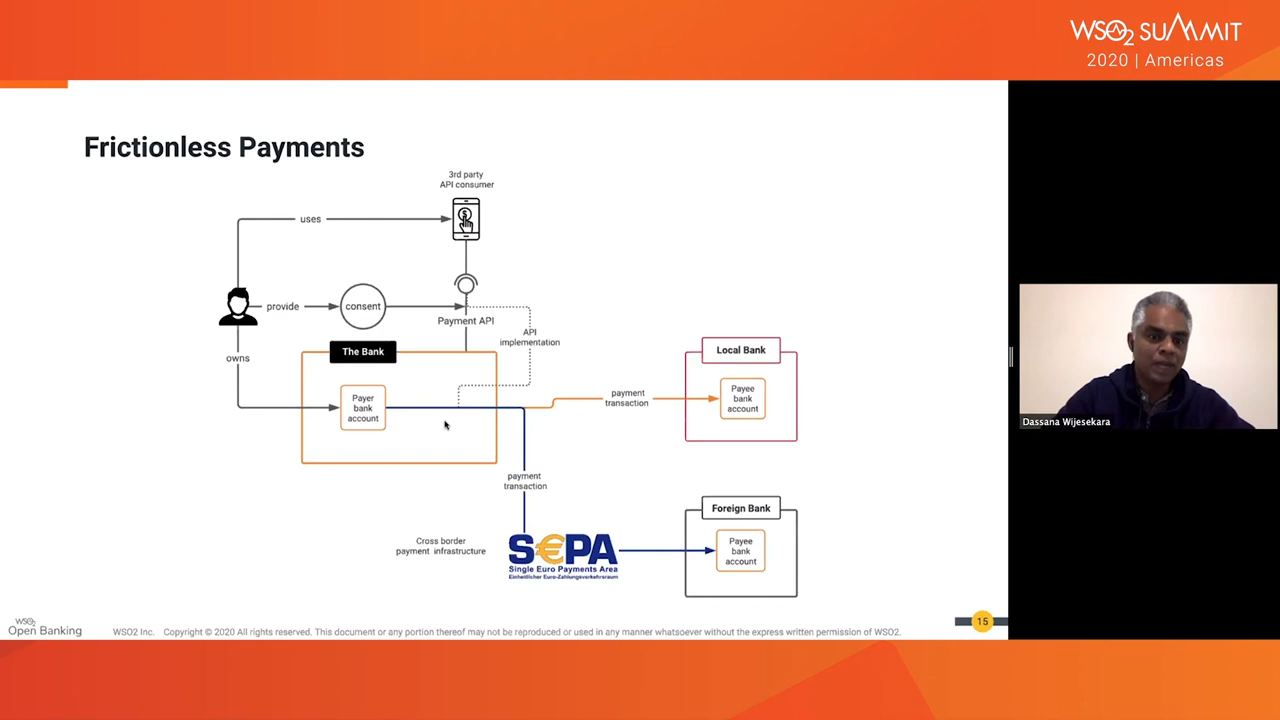 WSO2 SUMMIT
2020 | Americas
Frictionless Payments
3rd party
API consumer
uses
provide
consent
Payment API
API
implementation
owns
The Bank
Payer
bank
account
payment
transaction
Local Bank
Payee
bank
account
payment
transaction
Cross border
payment infrastructure
S€PA
Single Euro Payments Area
Einheitlicher Euro-Zahlungsverkehrsraum
Foreign Bank
Payee
bank
account
Dassana Wijesekara
WSO2
Open Banking
WSO2 Inc. Copyright © 2020 All rights reserved. This document or any portion thereof may not be reproduced or used in any manner whatsoever without the express written permission of WSO2.
15